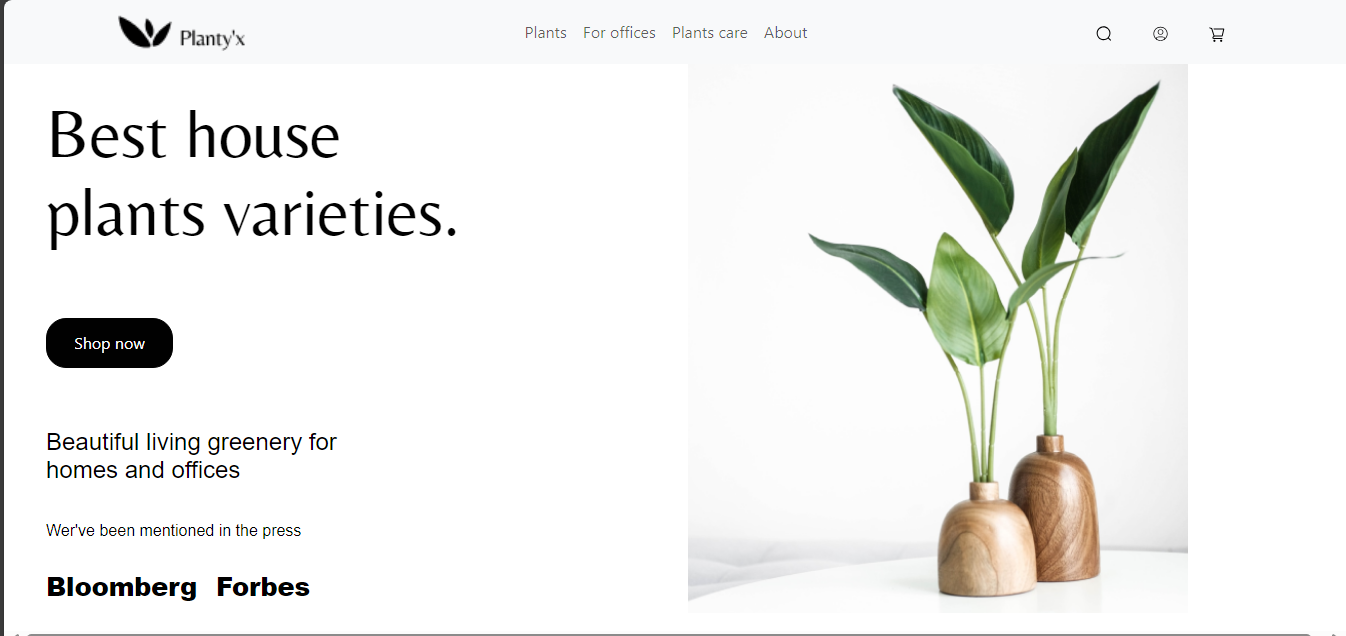 Planty'x
Plants For offices Plants care About
Best house
plants varieties.
Shop now
Beautiful living greenery for
homes and offices
Wer've been mentioned in the press
Bloomberg Forbes